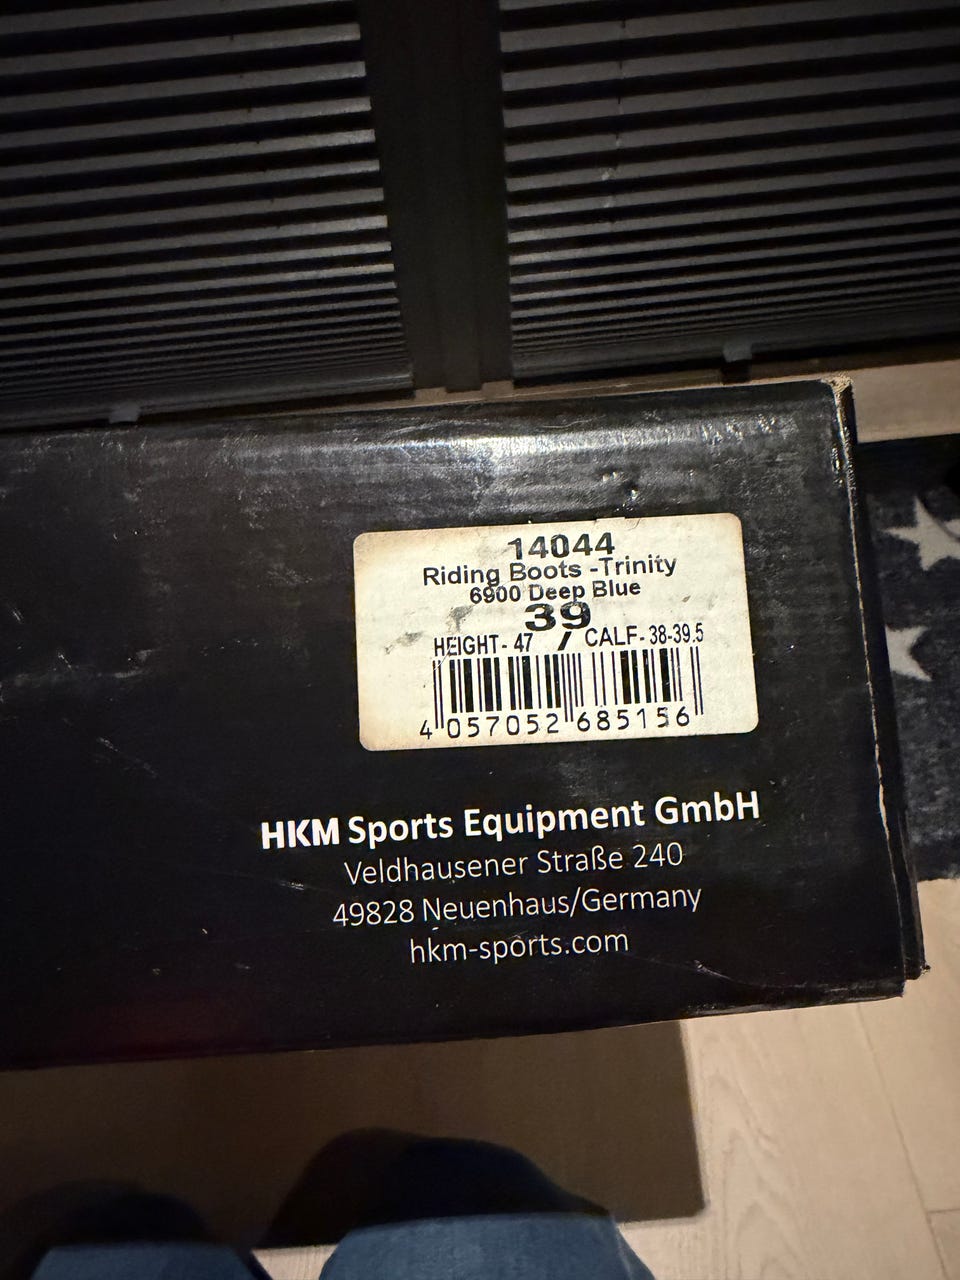 14044
Riding Boots -Trinity
6900 Deep Blue
39
HEIGHT- 47 / CALF- 38-39.5
4 057052 685156
HKM Sports Equipment GmbH
Veldhausener Straße 240
49828 Neuenhaus/Germany
hkm-sports.com